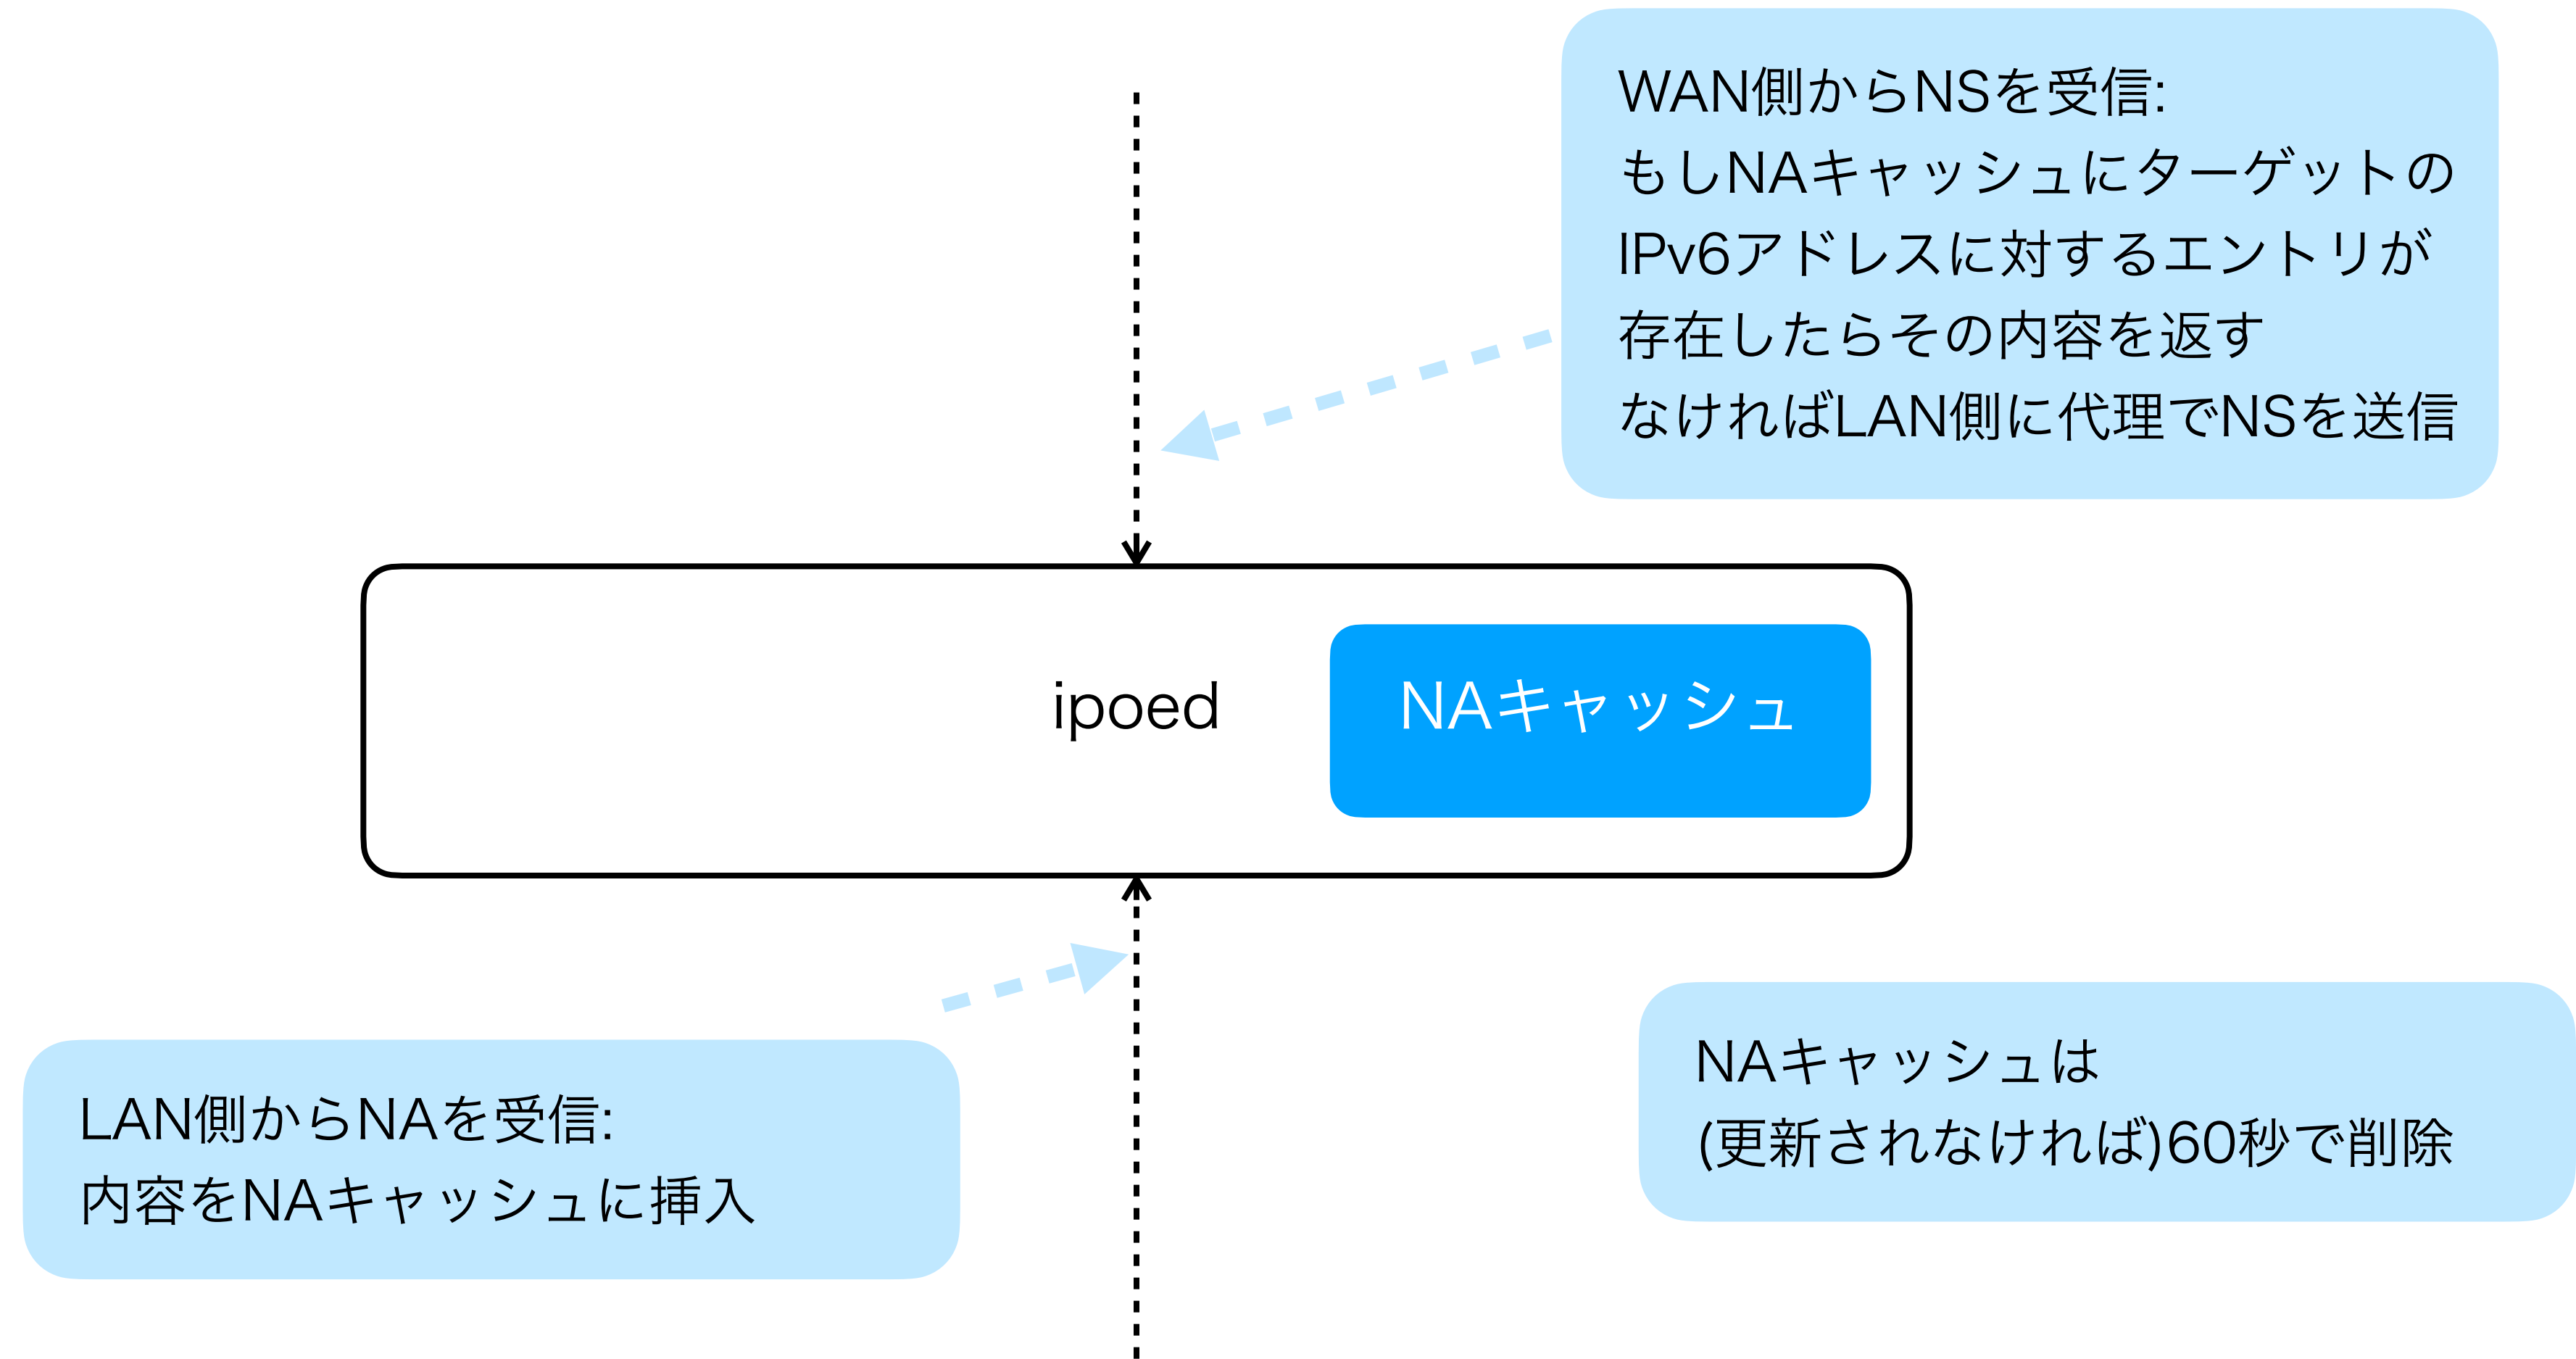 WAN側からNSを受信:
もしNAキャッシュにターゲットの
IPv6アドレスに対するエントリが
存在したらその内容を返す
なければLAN側に代理でNSを送信
ipoed
NAキャッシュ
LAN側からNAを受信:
内容をNAキャッシュに挿入
NAキャッシュは
(更新されなければ)60秒で削除